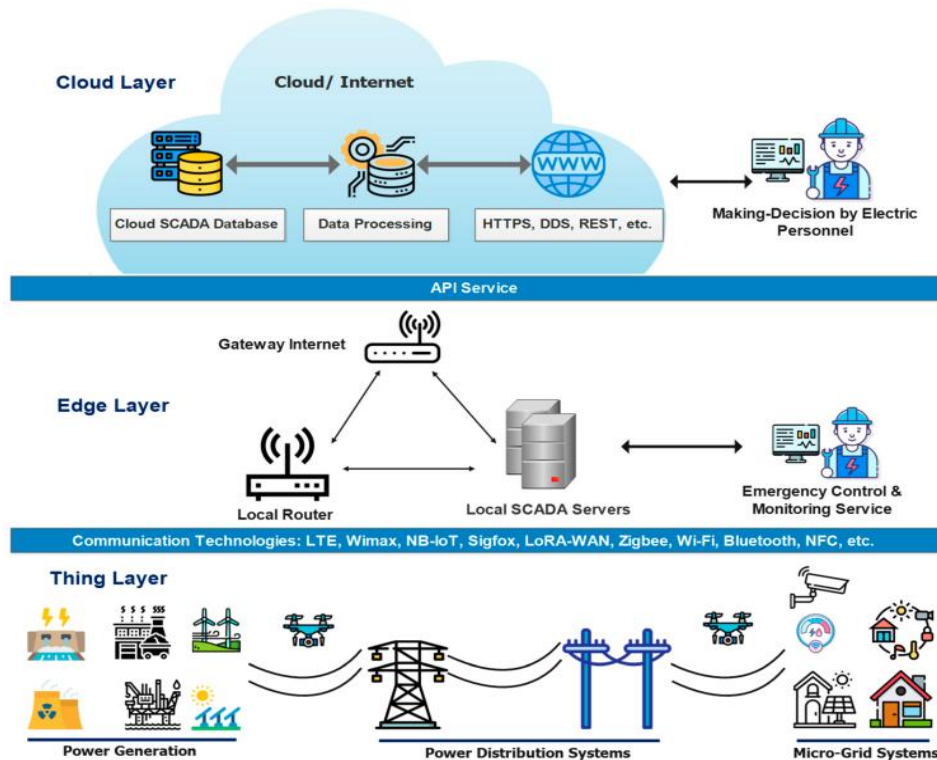 Cloud Layer
Cloud/ Internet
WWW
Cloud SCADA Database
Data Processing
HTTPS, DDS, REST, etc.
Making-Decision by Electric
Personnel
API Service
Gateway Internet
Edge Layer
Local Router
Local SCADA Servers
Emergency Control &
Monitoring Service
Communication Technologies: LTE, Wimax, NB-IoT, Sigfox, LoRA-WAN, Zigbee, Wi-Fi, Bluetooth, NFC, etc.
Thing Layer
$ $ $ $$$
Power Generation
Power Distribution Systems
Micro-Grid Systems